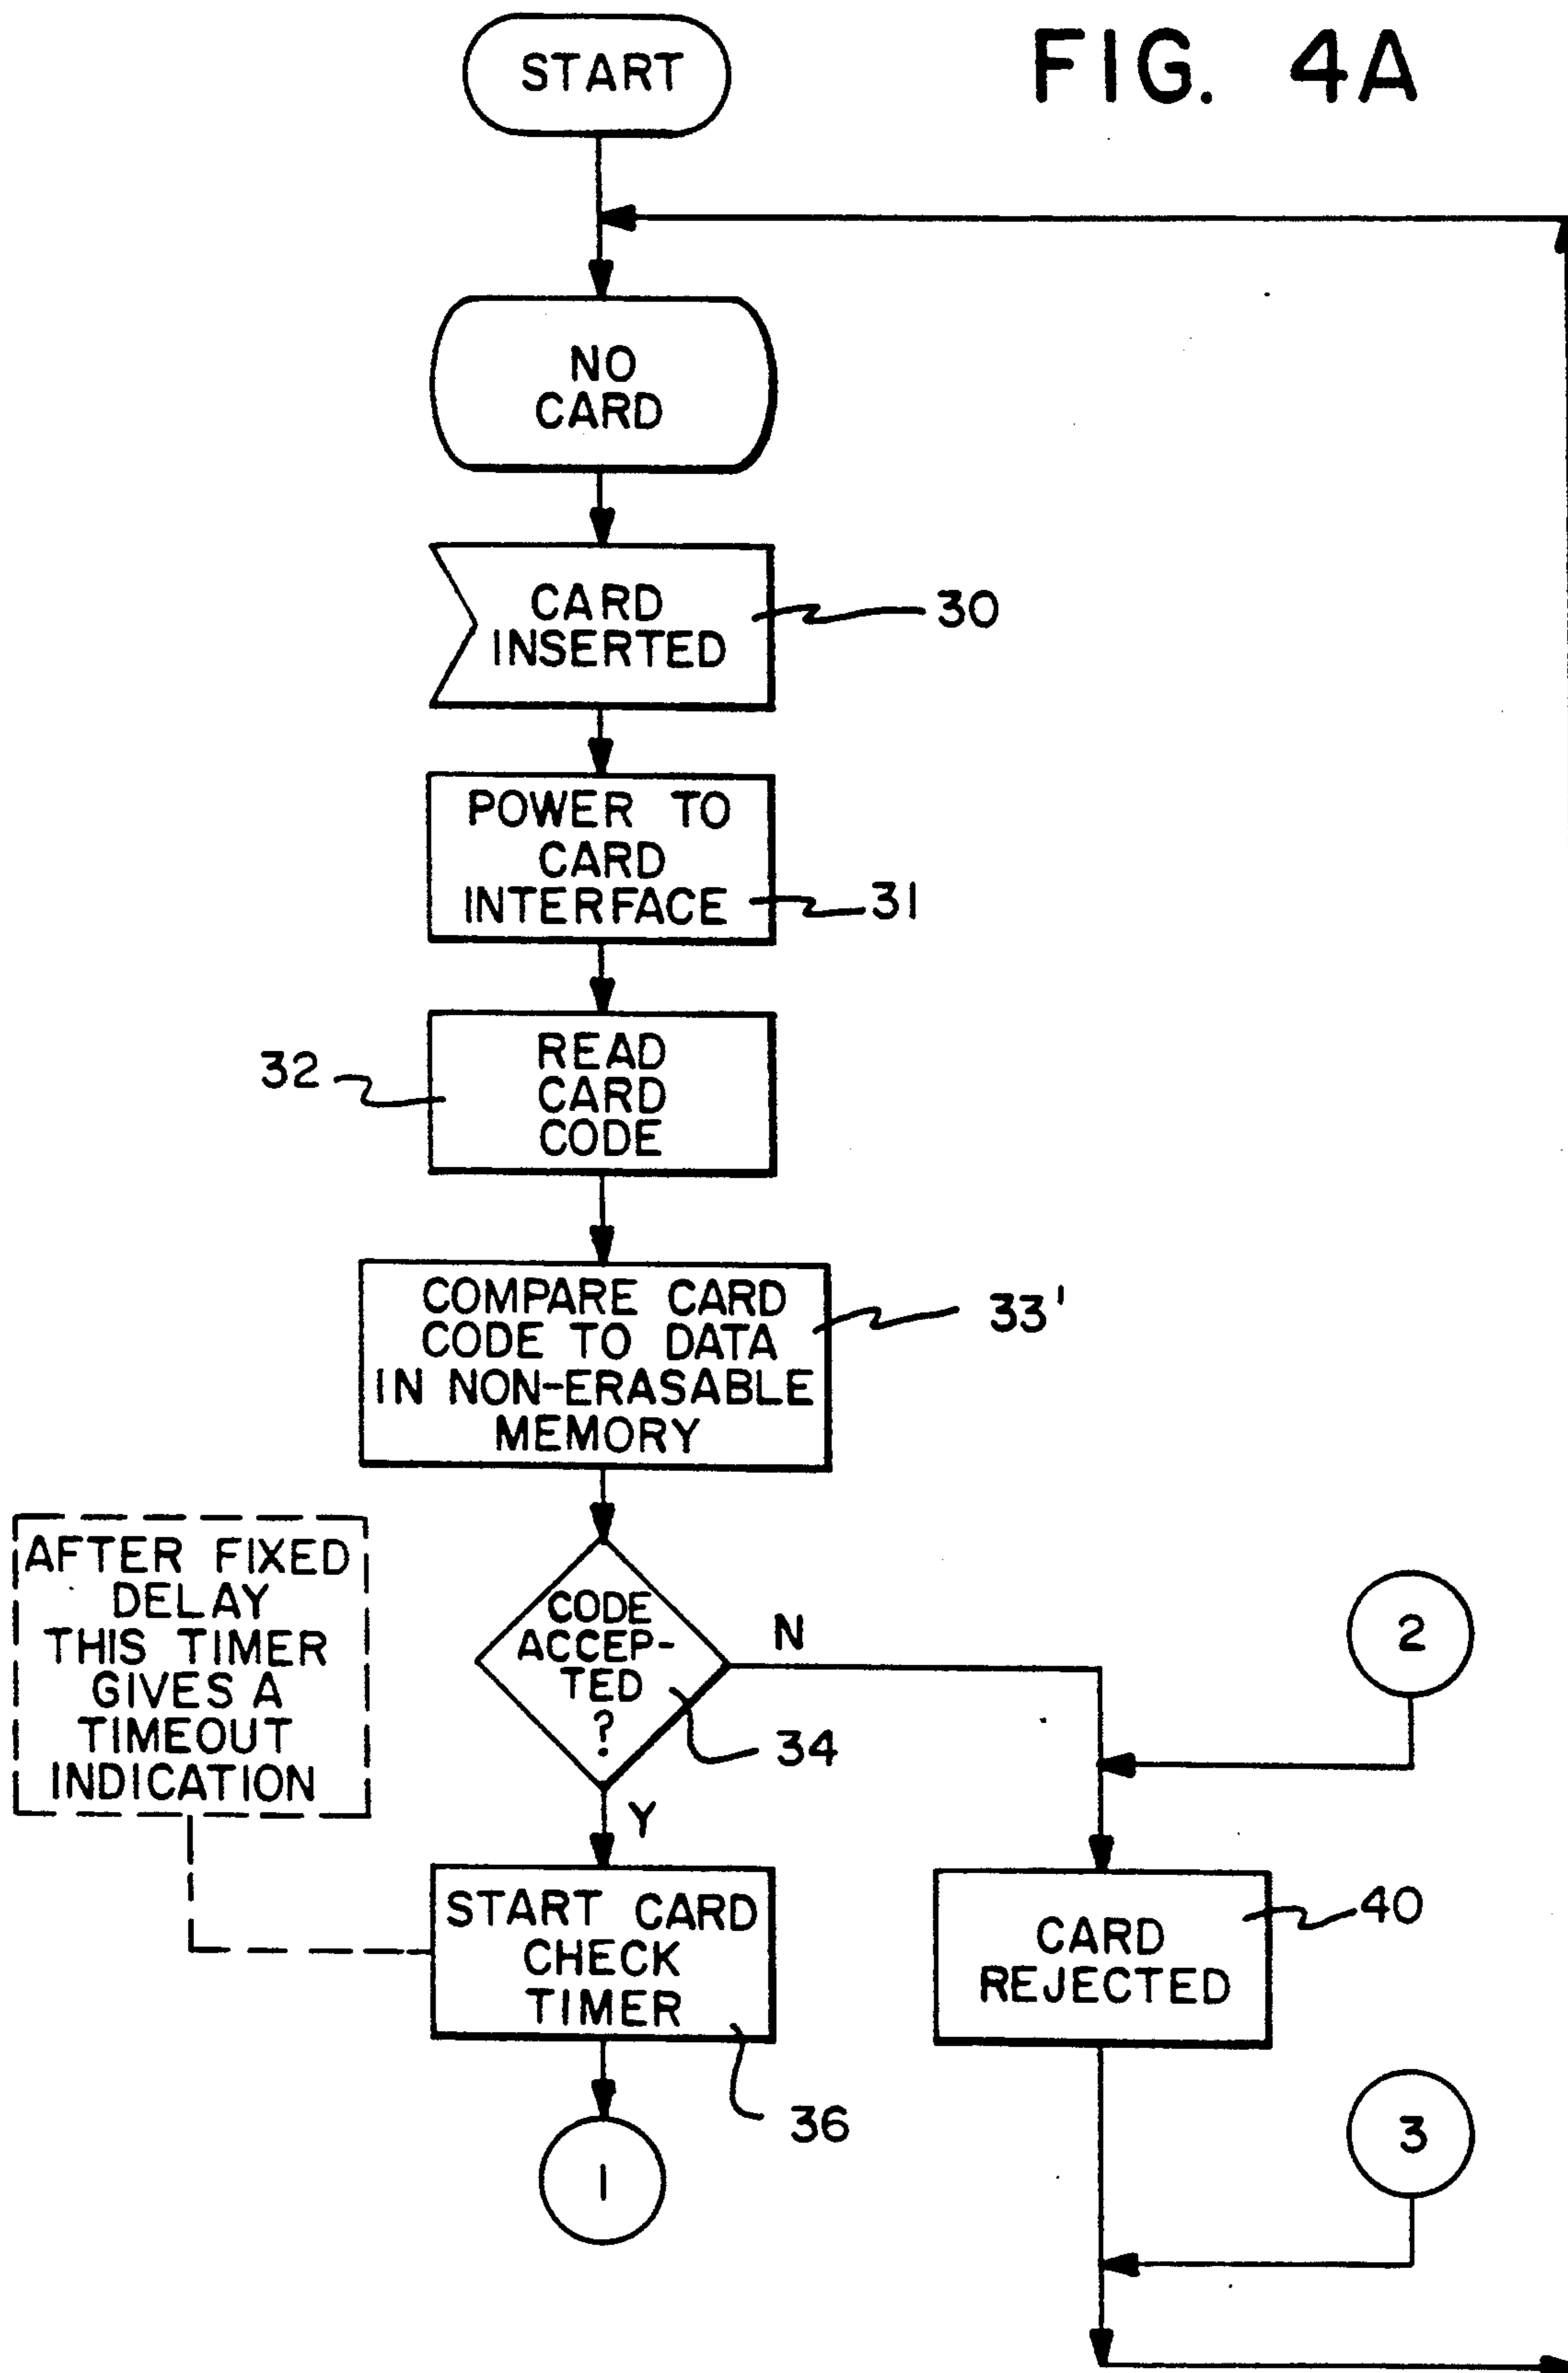 START
FIG. 4A
NO
CARD
CARD
INSERTED
30
POWER TO
CARD
INTERFACE
31
32
READ
CARD
CODE
COMPARE CARD
CODE TO DATA
IN NON-ERASABLE
MEMORY
33'
AFTER FIXED
DELAY
THIS TIMER
GIVES A
TIMEOUT
INDICATION
CODE
ACCEP-
TED
?
N
34
Y
2
START CARD
CHECK
TIMER
36
CARD
REJECTED
40
1
3